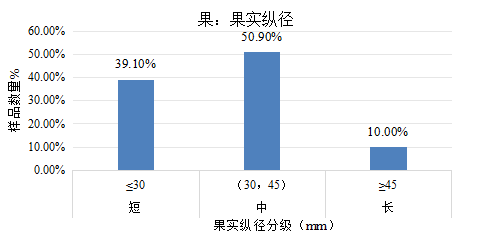 果：果实纵径
60.00%
50.00%
40.00%
30.00%
20.00%
10.00%
0.00%
样品数量%
39.10%
50.90%
10.00%
≤30
（30，45）
≥45
短
中
长
果实纵径分级（mm）